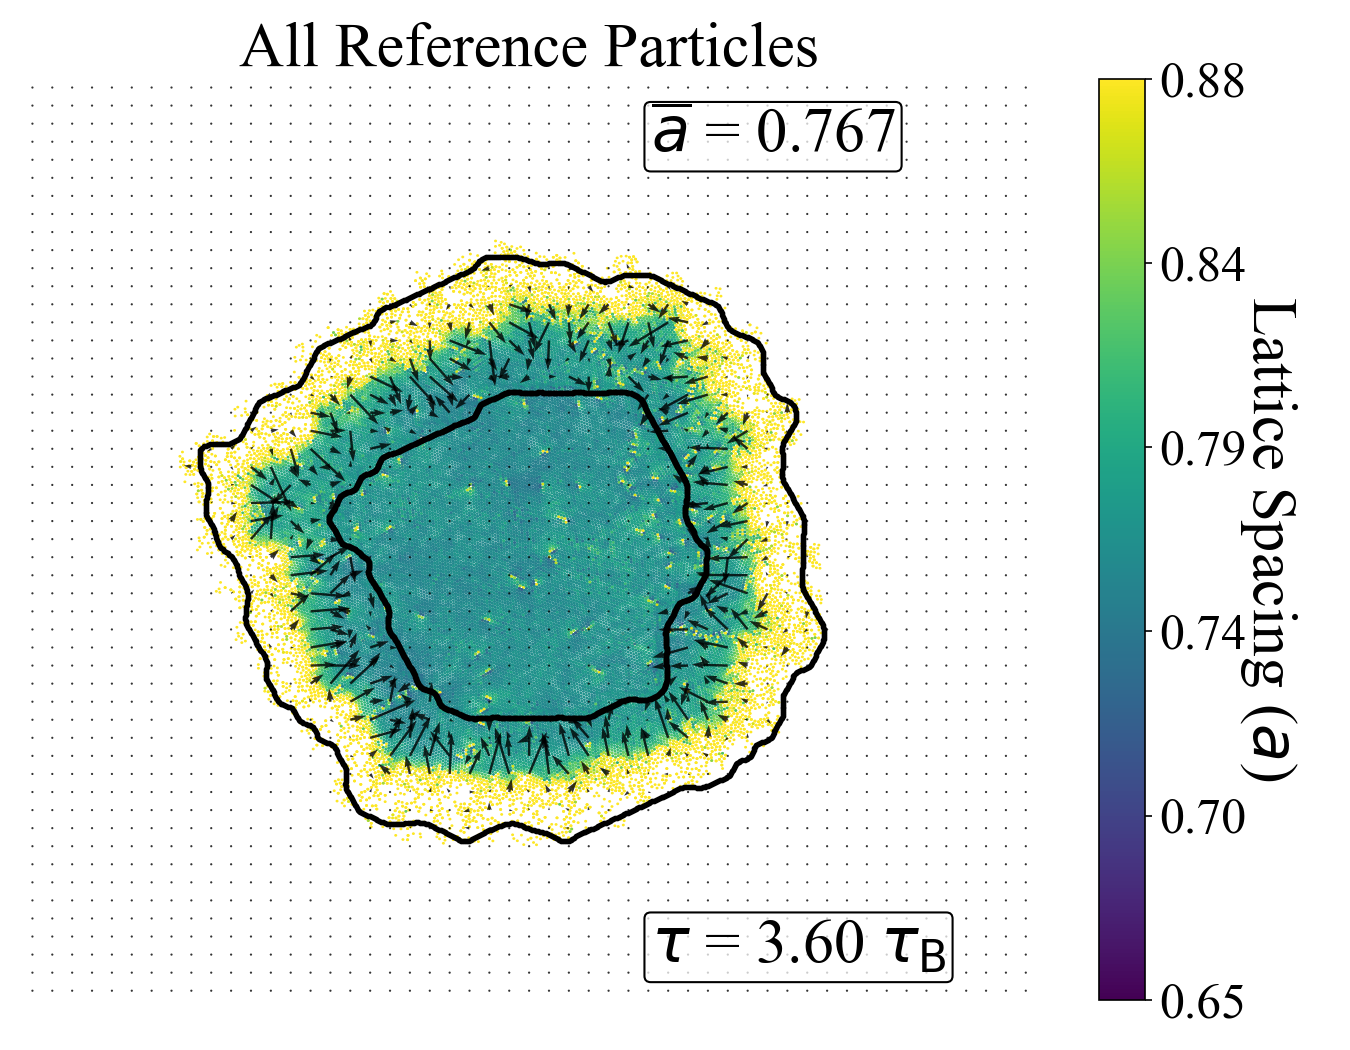 All Reference Particles
a̅ = 0.767
τ = 3.60 τB
0.88
0.84
0.79
0.74
0.70
0.65
Lattice Spacing (a)